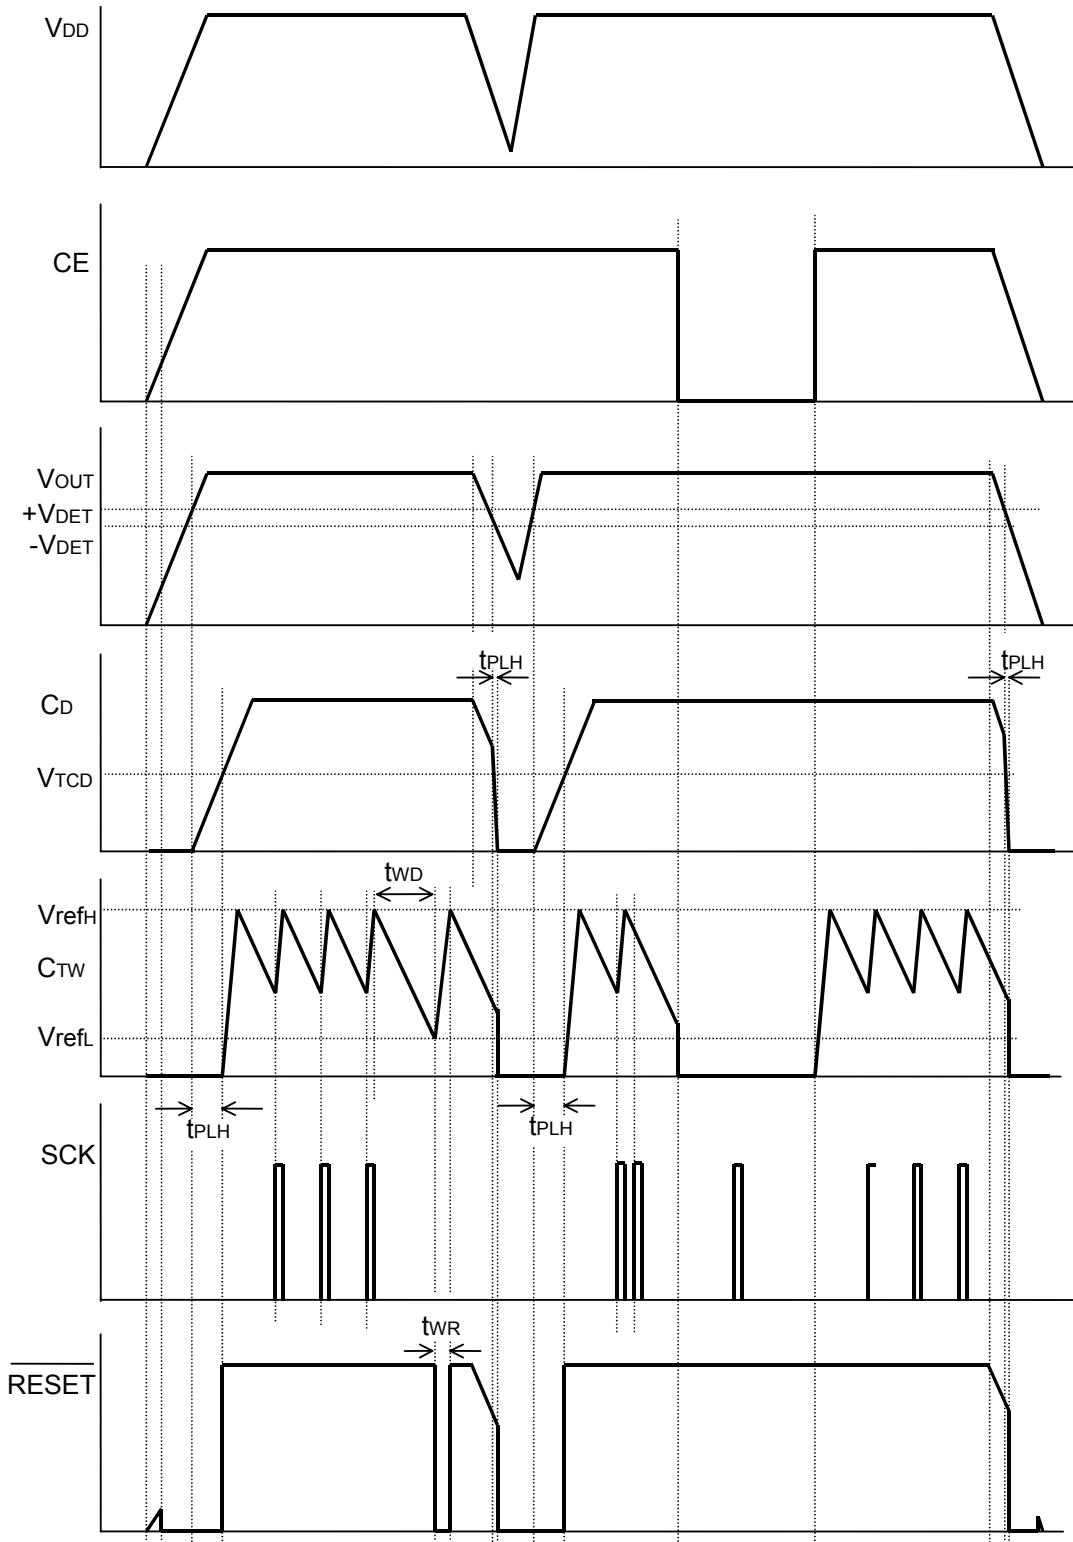 VDD
CE
VOUT
+VDET
-VDET
tPLH
tPLH
CD
VTCD
tWD
VrefH
CTW
VrefL
tPLH
tPLH
SCK
tWR
RESET